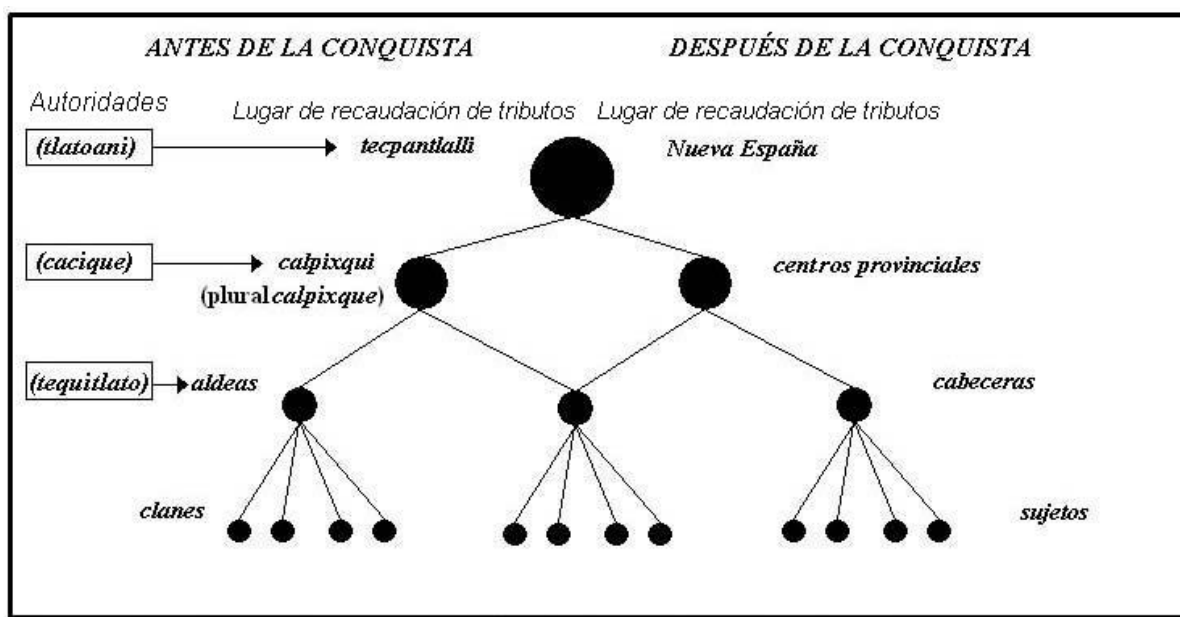 ANTES DE LA CONQUISTA
DESPUÉS DE LA CONQUISTA
Autoridades
Lugar de recaudación de tributos
Lugar de recaudación de tributos
(tlatoani)
tecpantlalli
Nueva España
(cacique)
calpixqui
(plural calpixque)
centros provinciales
(tequitlato)
aldeas
cabeceras
clanes
sujetos